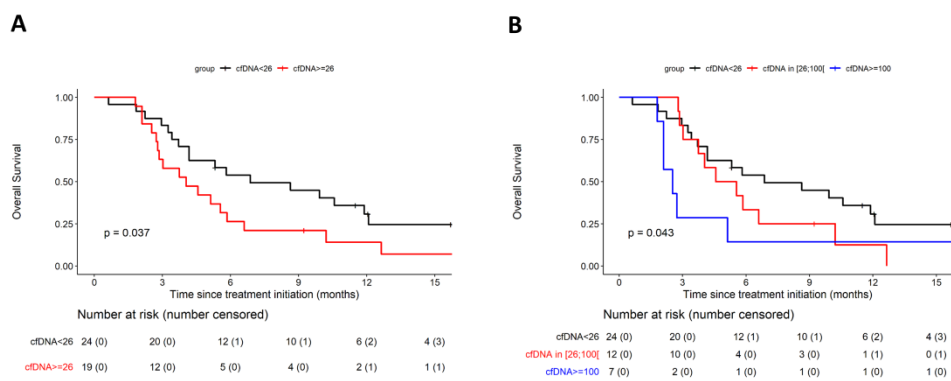 A
group cfDNA<26 cfDNA>=26
1.00
0.75
0.50
0.25
0.00
Overall Survival
p = 0.037
0 3 6 9 12 15
Time since treatment initiation (months)
Number at risk (number censored)
cfDNA<26 24 (0) 20 (0) 12 (1) 10 (1) 6 (2) 4 (3)
cfDNA>=26 19 (0) 12 (0) 5 (0) 4 (0) 2 (1) 1 (1)
B
group cfDNA<26 cfDNA in [26;100[ cfDNA>=100
1.00
0.75
0.50
0.25
0.00
Overall Survival
p = 0.043
0 3 6 9 12 15
Time since treatment initiation (months)
Number at risk (number censored)
cfDNA<26 24 (0) 20 (0) 12 (1) 10 (1) 6 (2) 4 (3)
cfDNA in [26;100[ 12 (0) 10 (0) 4 (0) 3 (0) 1 (1) 0 (1)
cfDNA>=100 7 (0) 2 (0) 1 (0) 1 (0) 1 (0) 1 (0)